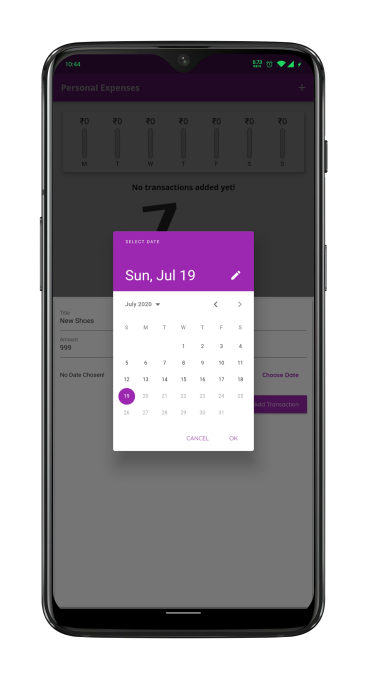 10:44
0.73
Personal Expenses +
₹0 ₹0 ₹0 ₹0 ₹0 ₹0 ₹0
M T W T F S S
No transactions added yet!
SELECT DATE
Sun, Jul 19
July 2020
S M T W T F S
1 2 3 4
5 6 7 8 9 10 11
12 13 14 15 16 17 18
19 20 21 22 23 24 25
26 27 28 29 30 31
CANCEL OK
Title
New Shoes
Amount
999
No Date Chosen! Choose Date
Add Transaction